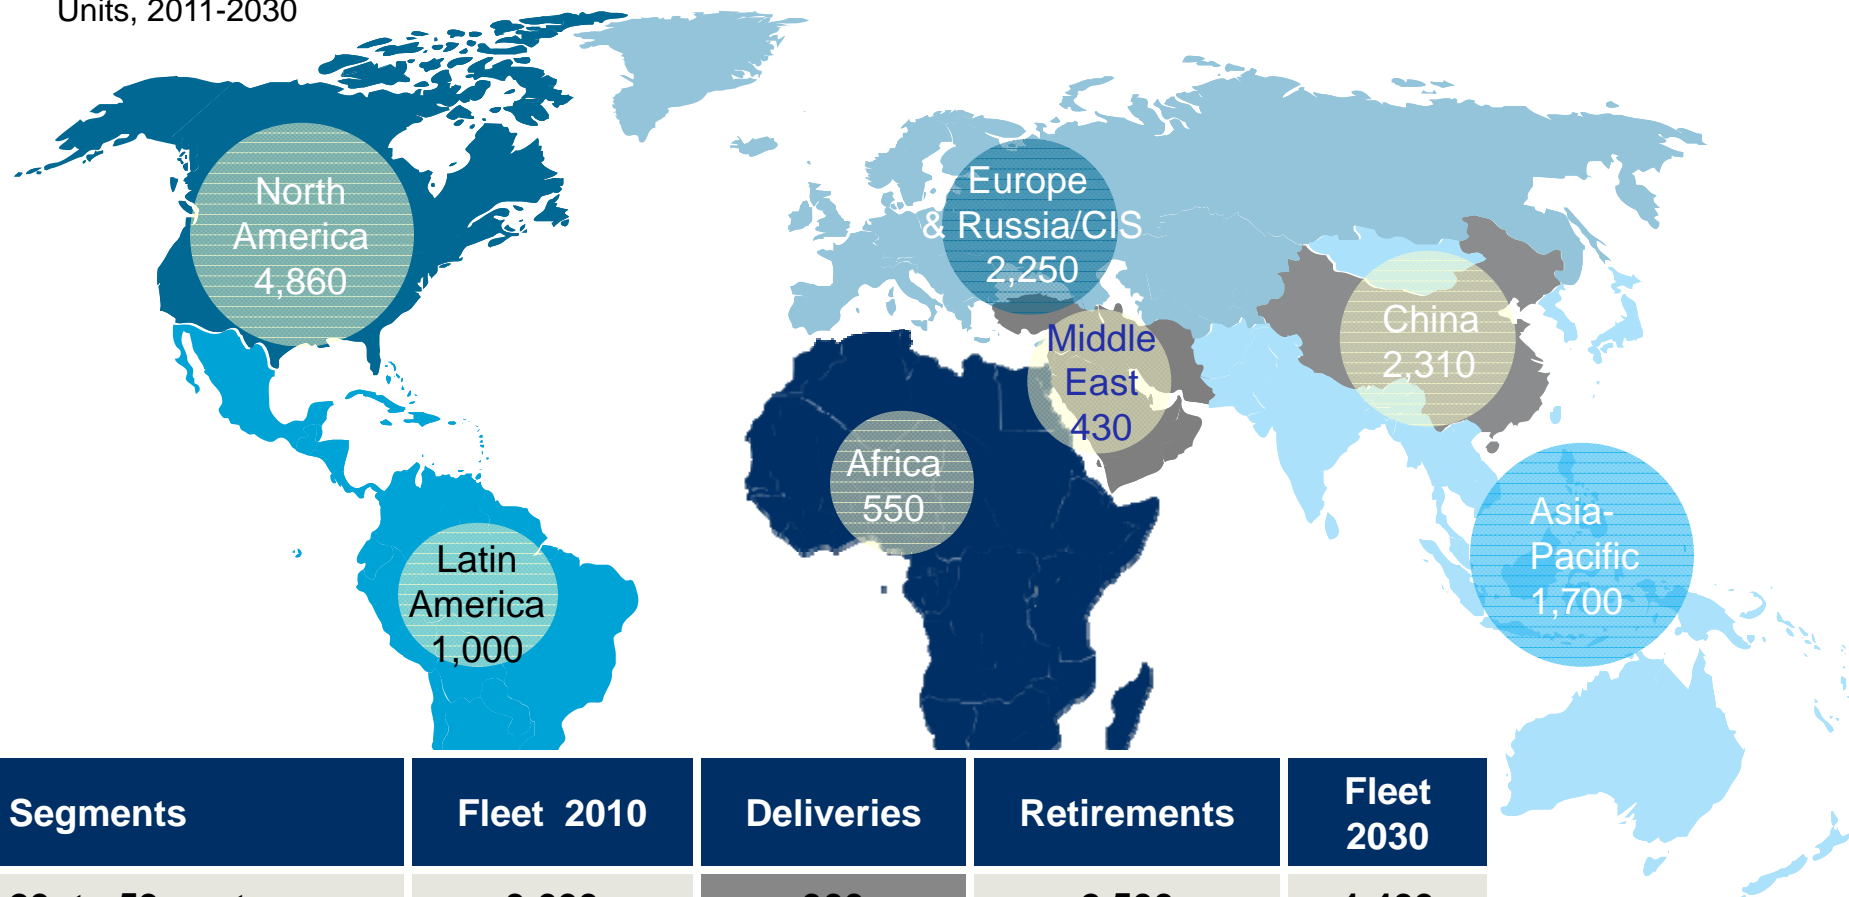 Units, 2011-2030
North
America
4,860
Europe
& Russia/CIS
2,250
China
2,310
Middle
East
430
Africa
550
Asia-
Pacific
1,700
Latin
America
1,000
Segments Fleet 2010 Deliveries Retirements Fleet 2030